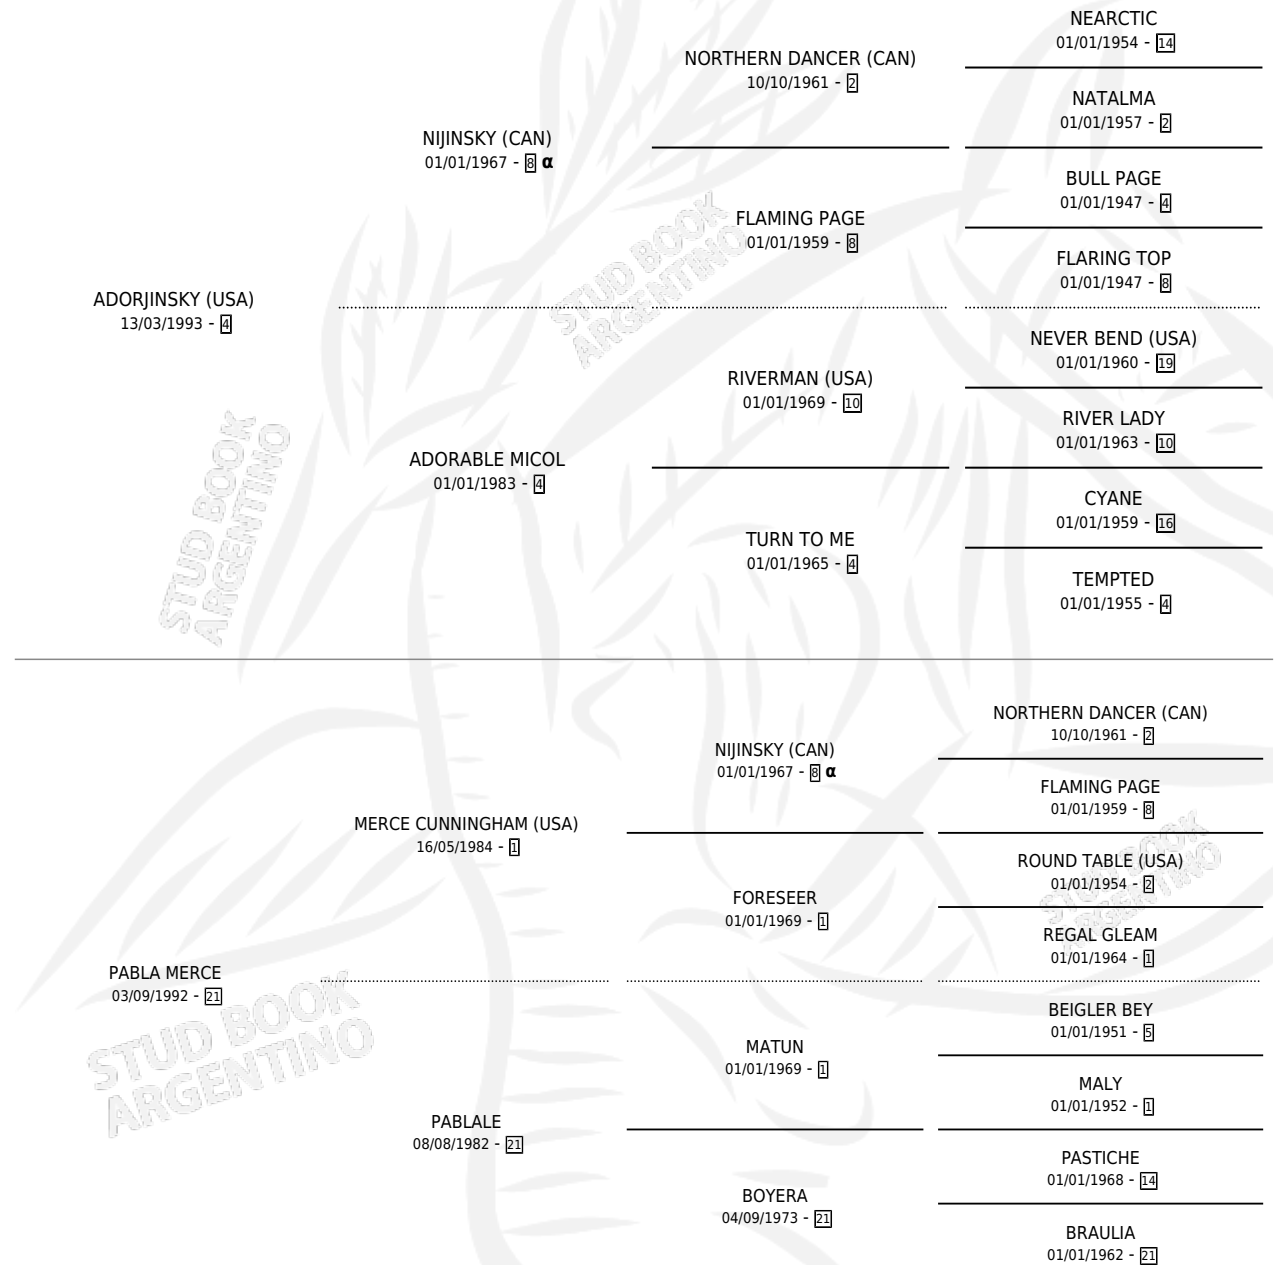 NEARCTIC
01/01/1954 - 14
NORTHERN DANCER (CAN)
10/10/1961 - 2
NATALMA
01/01/1957 - 2
NIJINSKY (CAN)
01/01/1967 - 8 α
BULL PAGE
01/01/1947 - 4
FLAMING PAGE
01/01/1959 - 8
FLARING TOP
01/01/1947 - 8
ADORJINSKY (USA)
13/03/1993 - 4
NEVER BEND (USA)
01/01/1960 - 19
RIVERMAN (USA)
01/01/1969 - 10
RIVER LADY
01/01/1963 - 10
ADORABLE MICOL
01/01/1983 - 4
CYANE
01/01/1959 - 16
TURN TO ME
01/01/1965 - 4
TEMPTED
01/01/1955 - 4
NORTHERN DANCER (CAN)
10/10/1961 - 2
NIJINSKY (CAN)
01/01/1967 - 8 α
FLAMING PAGE
01/01/1959 - 8
MERCE CUNNINGHAM (USA)
16/05/1984 - 1
ROUND TABLE (USA)
01/01/1954 - 2
FORESEER
01/01/1969 - 1
REGAL GLEAM
01/01/1964 - 1
PABLA MERCE
03/09/1992 - 21
BEIGLER BEY
01/01/1951 - 5
MATUN
01/01/1969 - 1
MALY
01/01/1952 - 1
PABLALE
08/08/1982 - 21
PASTICHE
01/01/1968 - 14
BOYERA
04/09/1973 - 21
BRAULIA
01/01/1962 - 21
STUD BOOK
ARGENTINO
STUD BOOK
ARGENTINO
STUD BOOK
ARGENTINO
STUD BOOK
ARGENTINO